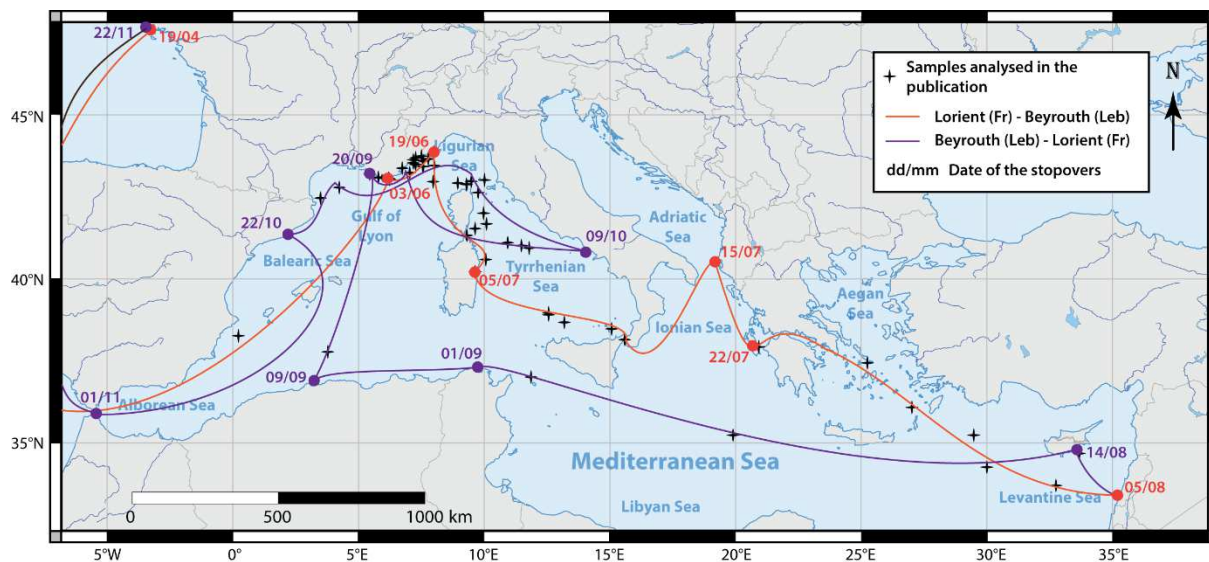 22/11
19/04
45°N
40°N
35°N
Samples analysed in the
publication
Lorient (Fr) - Beyrouth (Leb)
Beyrouth (Leb) - Lorient (Fr)
dd/mm Date of the stopovers
N
19/06
Ligurian
Sea
20/09
03/06
Gulf of
Lyon
22/10
Balearic Sea
Adriatic
Sea
09/10
15/07
Tyrrhenian
Sea
05/07
Aegan
Sea
Ionian Sea
22/07
01/09
09/09
01/11
Alborean Sea
14/08
Mediterranean Sea
Levantine Sea
05/08
Libyan Sea
0 500 1000 km
5°W 0° 5°E 10°E 15°E 20°E 25°E 30°E 35°E